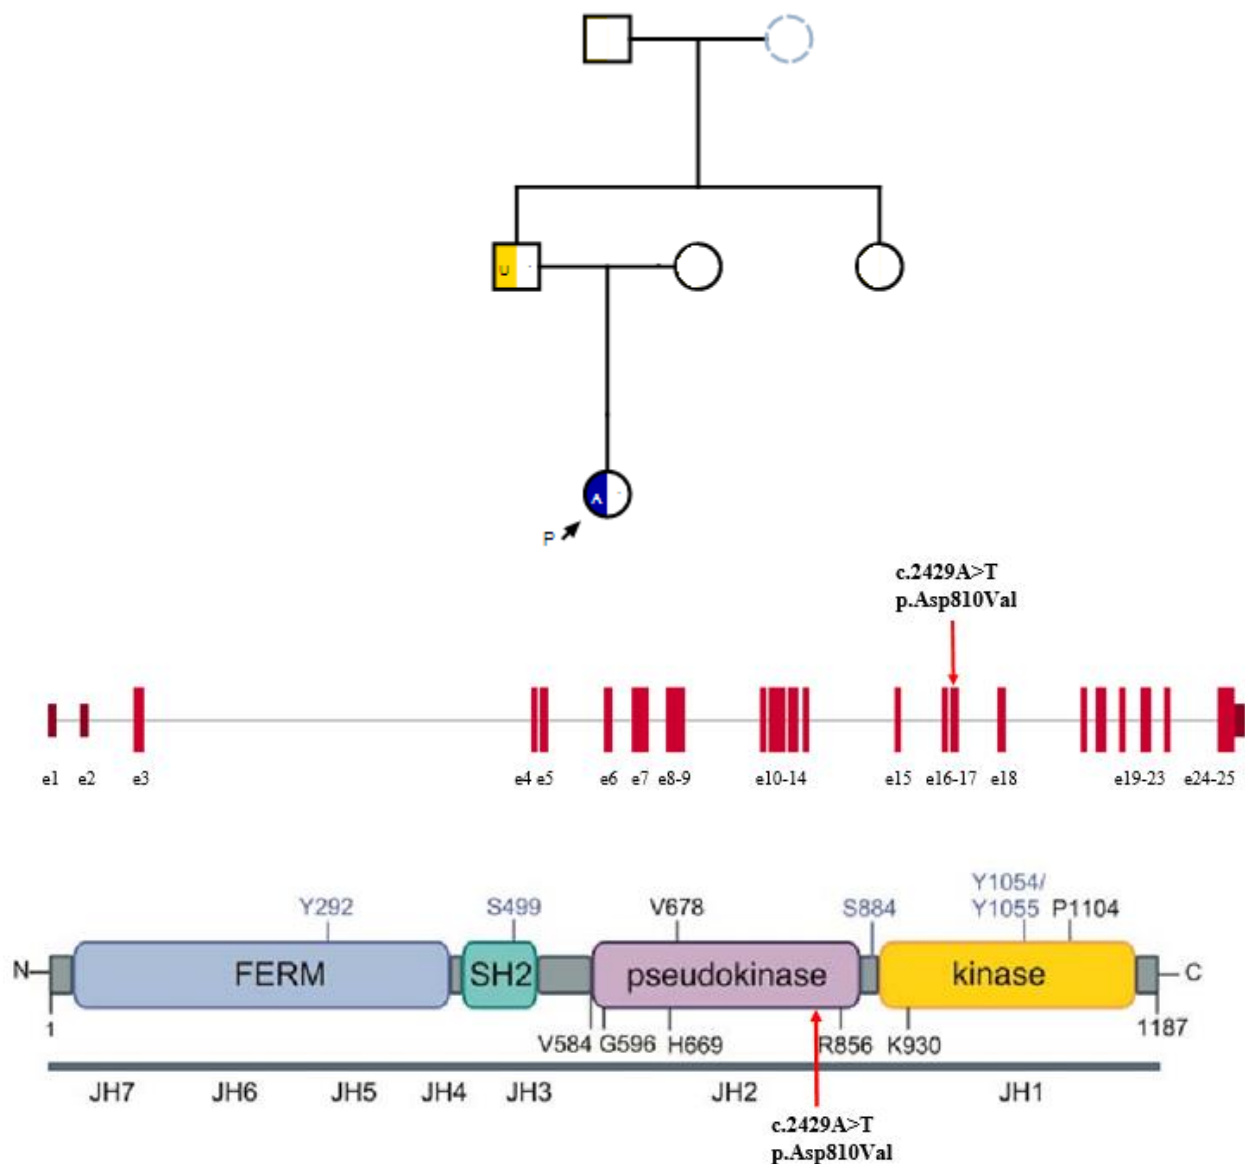 U
A
P
c.2429A>T
p.Asp810Val
e1 e2 e3 e4 e5 e6 e7 e8-9 e10-14 e15 e16-17 e18 e19-23 e24-25
Y1054/
Y292 S499 V678 S884 Y1055 P1104
N FERM SH2 pseudokinase kinase C
1 1187
V584 G596 H669 R856 K930
JH7 JH6 JH5 JH4 JH3 JH2 JH1
c.2429A>T
p.Asp810Val